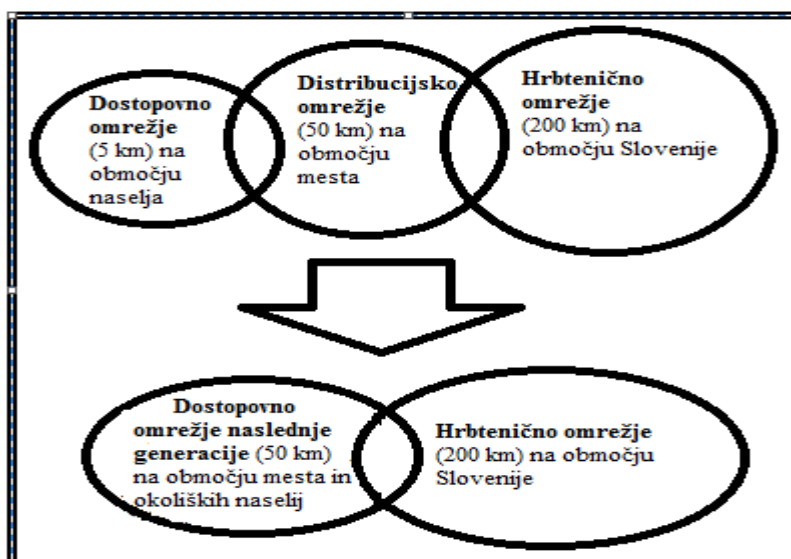 Dostopovno
omrežje
(5 km) na
območju
naselja
Distribucijsko
omrežje
(50 km) na
območju
mesta
Hrbtenično
omrežje
(200 km) na
območju Slovenije
Dostopovno
omrežje naslednje
generacije (50 km)
na območju mesta in
okoliških naselij
Hrbtenično omrežje
(200 km) na območju
Slovenije